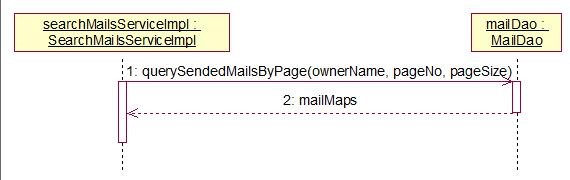 searchMailsServiceImpl :
SearchMailsServiceImpl
mailDao :
MailDao
1: querySendedMailsByPage(ownerName, pageNo, pageSize)
2: mailMaps